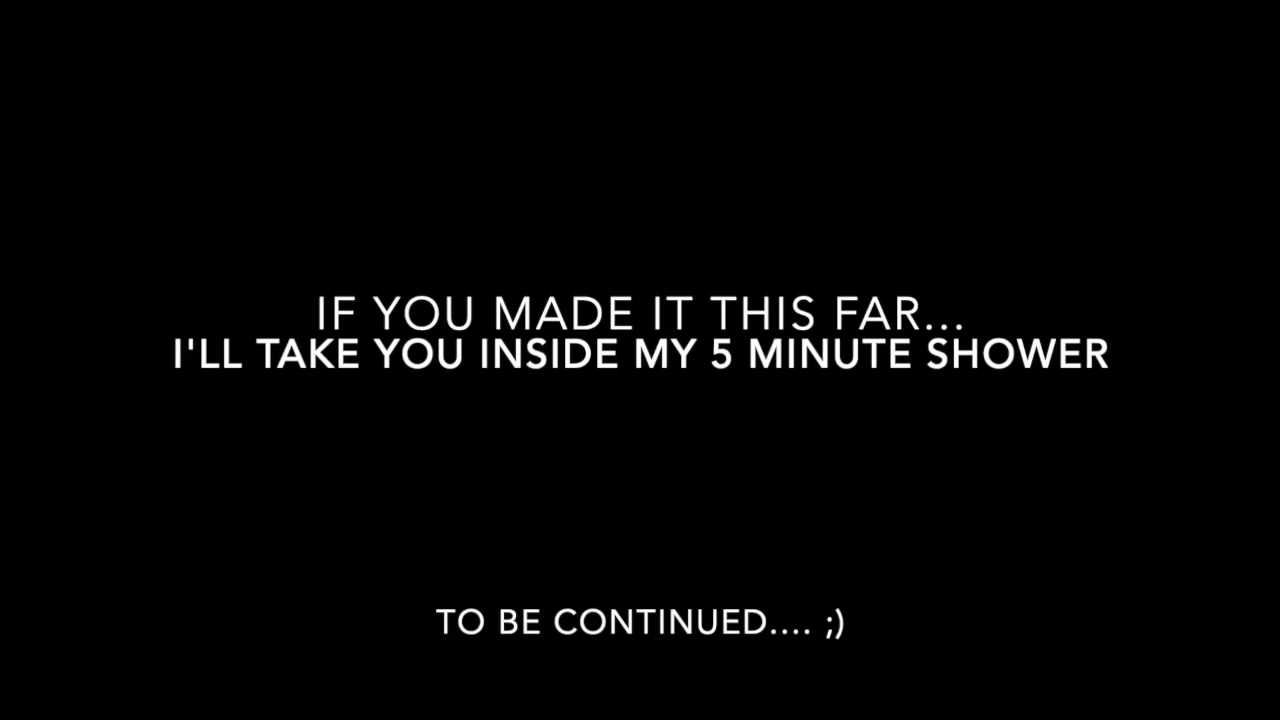 IF YOU MADE IT THIS FAR...
I'LL TAKE YOU INSIDE MY 5 MINUTE SHOWER
TO BE CONTINUED.... ;)